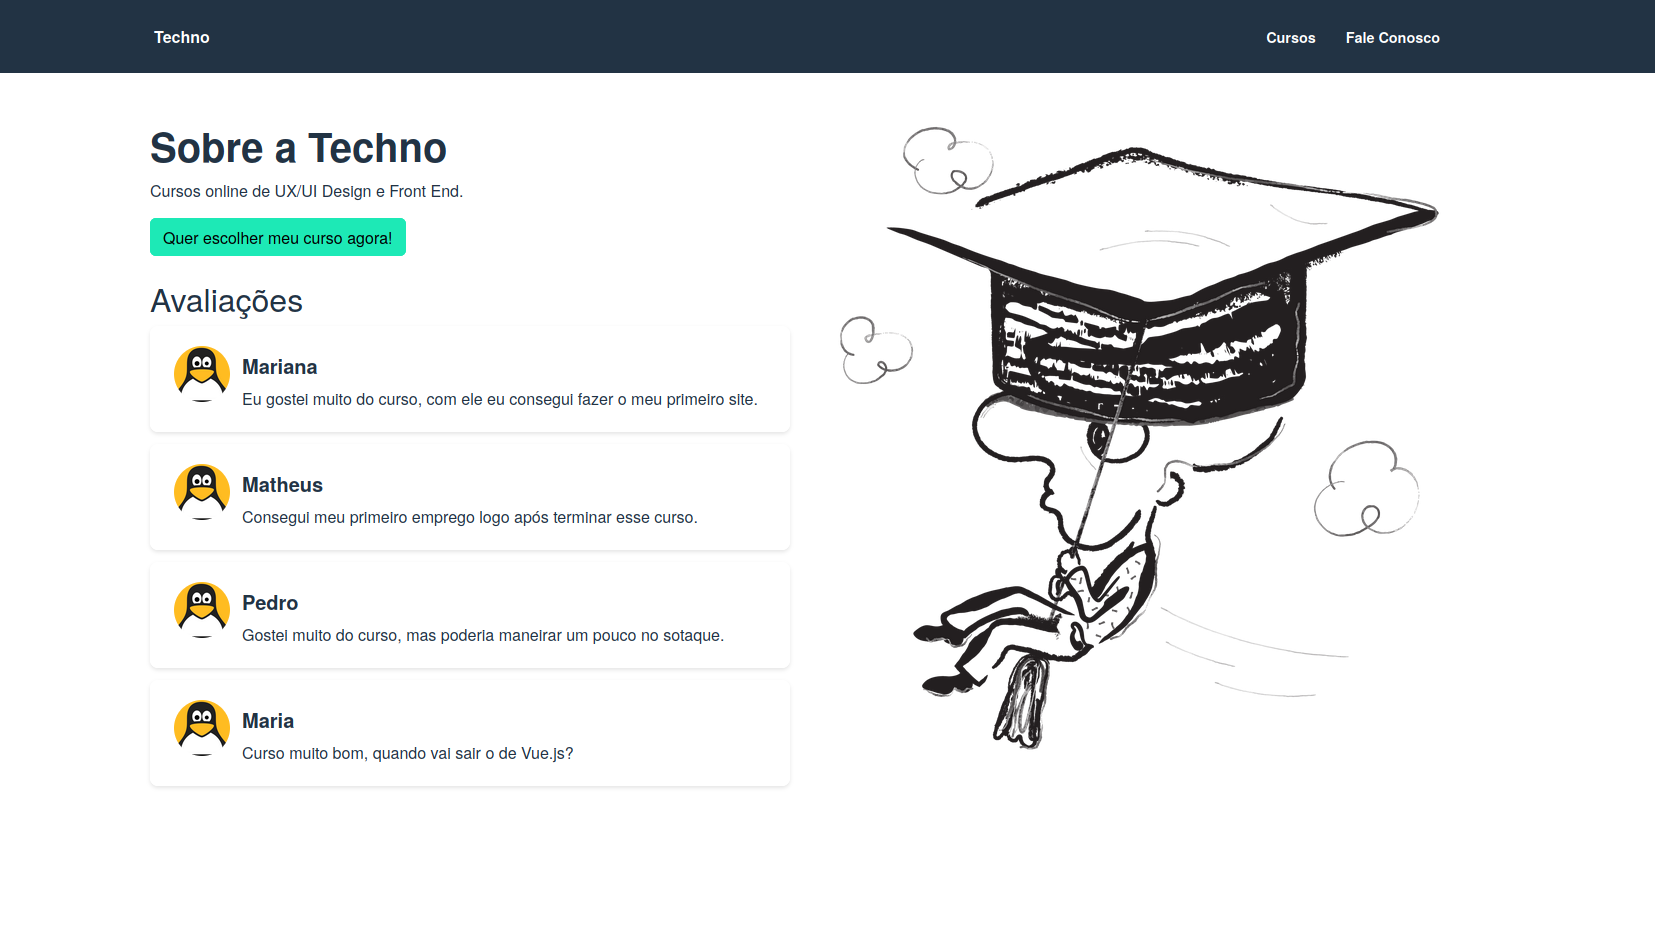 Techno
Cursos
Fale Conosco
Sobre a Techno
Cursos online de UX/UI Design e Front End.
Quer escolher meu curso agora!
Avaliações
Mariana
Eu gostei muito do curso, com ele eu consegui fazer o meu primeiro site.
Matheus
Consegui meu primeiro emprego logo após terminar esse curso.
Pedro
Gostei muito do curso, mas poderia maneirar um pouco no sotaque.
Maria
Curso muito bom, quando vai sair o de Vue.js?